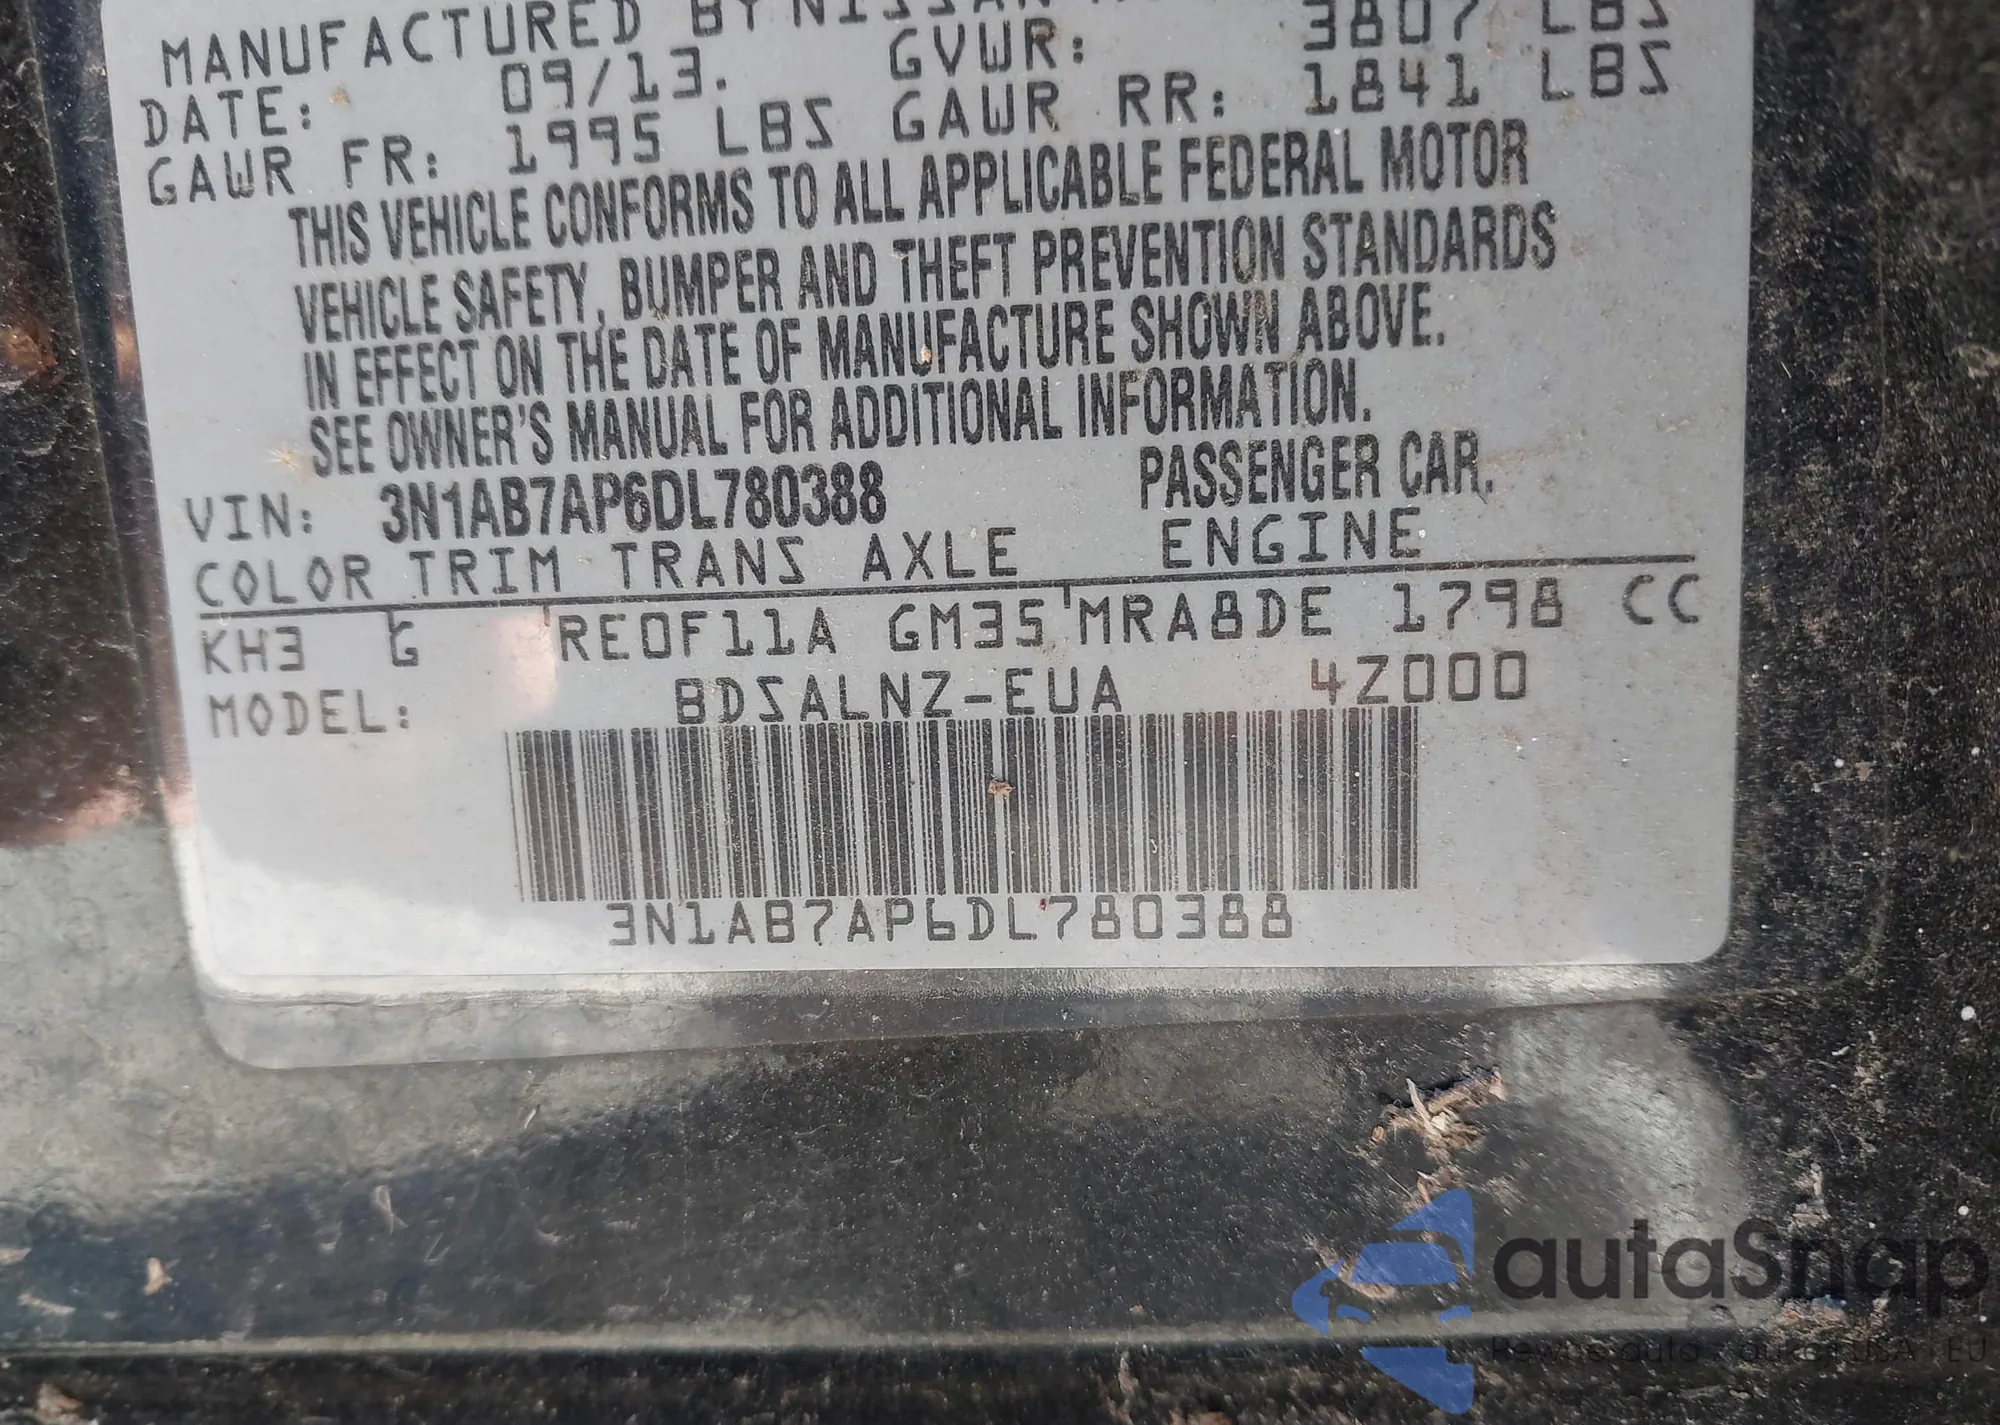 MANUFACTURED BY NISSAN
DATE: 09/13. GVWR: 3807 LBS
GAWR FR: 1995 LBS GAWR RR: 1841 LBS
THIS VEHICLE CONFORMS TO ALL APPLICABLE FEDERAL MOTOR
VEHICLE SAFETY, BUMPER AND THEFT PREVENTION STANDARDS
IN EFFECT ON THE DATE OF MANUFACTURE SHOWN ABOVE.
SEE OWNER'S MANUAL FOR ADDITIONAL INFORMATION.
VIN: 3N1AB7AP6DL780388 PASSENGER CAR.
COLOR TRIM TRANS AXLE ENGINE
KH3 G RE0F11A GM35 MRA8DE 1798 CC
MODEL: BDSALNZ-EUA 4Z000
3N1AB7AP6DL780388
autoSnap